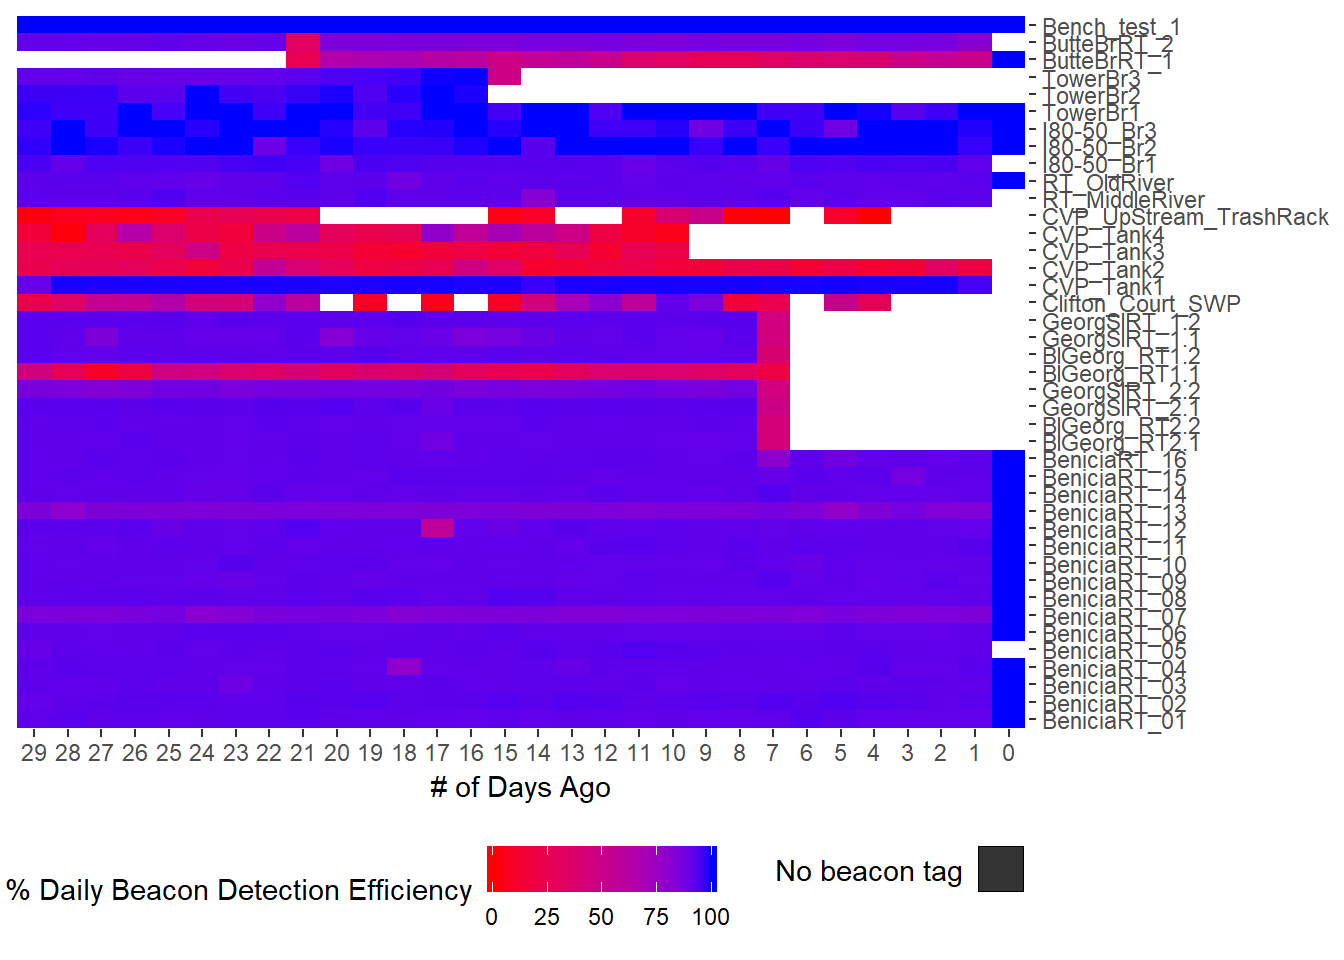 Bench_test_1
ButteBrRT_2
ButteBrRT_1
TowerBr3
TowerBr2
TowerBr1
I80-50_Br3
I80-50_Br2
I80-50_Br1
RT_OldRiver
RT_MiddleRiver
CVP_UpStream_TrashRack
CVP_Tank4
CVP_Tank3
CVP_Tank2
CVP_Tank1
Clifton_Court_SWP
GeorgSlRT_1.2
GeorgSlRT_1.1
BlGeorg_RT1.2
BlGeorg_RT1.1
GeorgSlRT_2.2
GeorgSlRT_2.1
BlGeorg_RT2.2
BlGeorg_RT2.1
BeniciaRT_16
BeniciaRT_15
BeniciaRT_14
BeniciaRT_13
BeniciaRT_12
BeniciaRT_11
BeniciaRT_10
BeniciaRT_09
BeniciaRT_08
BeniciaRT_07
BeniciaRT_06
BeniciaRT_05
BeniciaRT_04
BeniciaRT_03
BeniciaRT_02
BeniciaRT_01
29 28 27 26 25 24 23 22 21 20 19 18 17 16 15 14 13 12 11 10 9 8 7 6 5 4 3 2 1 0
# of Days Ago
% Daily Beacon Detection Efficiency
0 25 50 75 100
No beacon tag